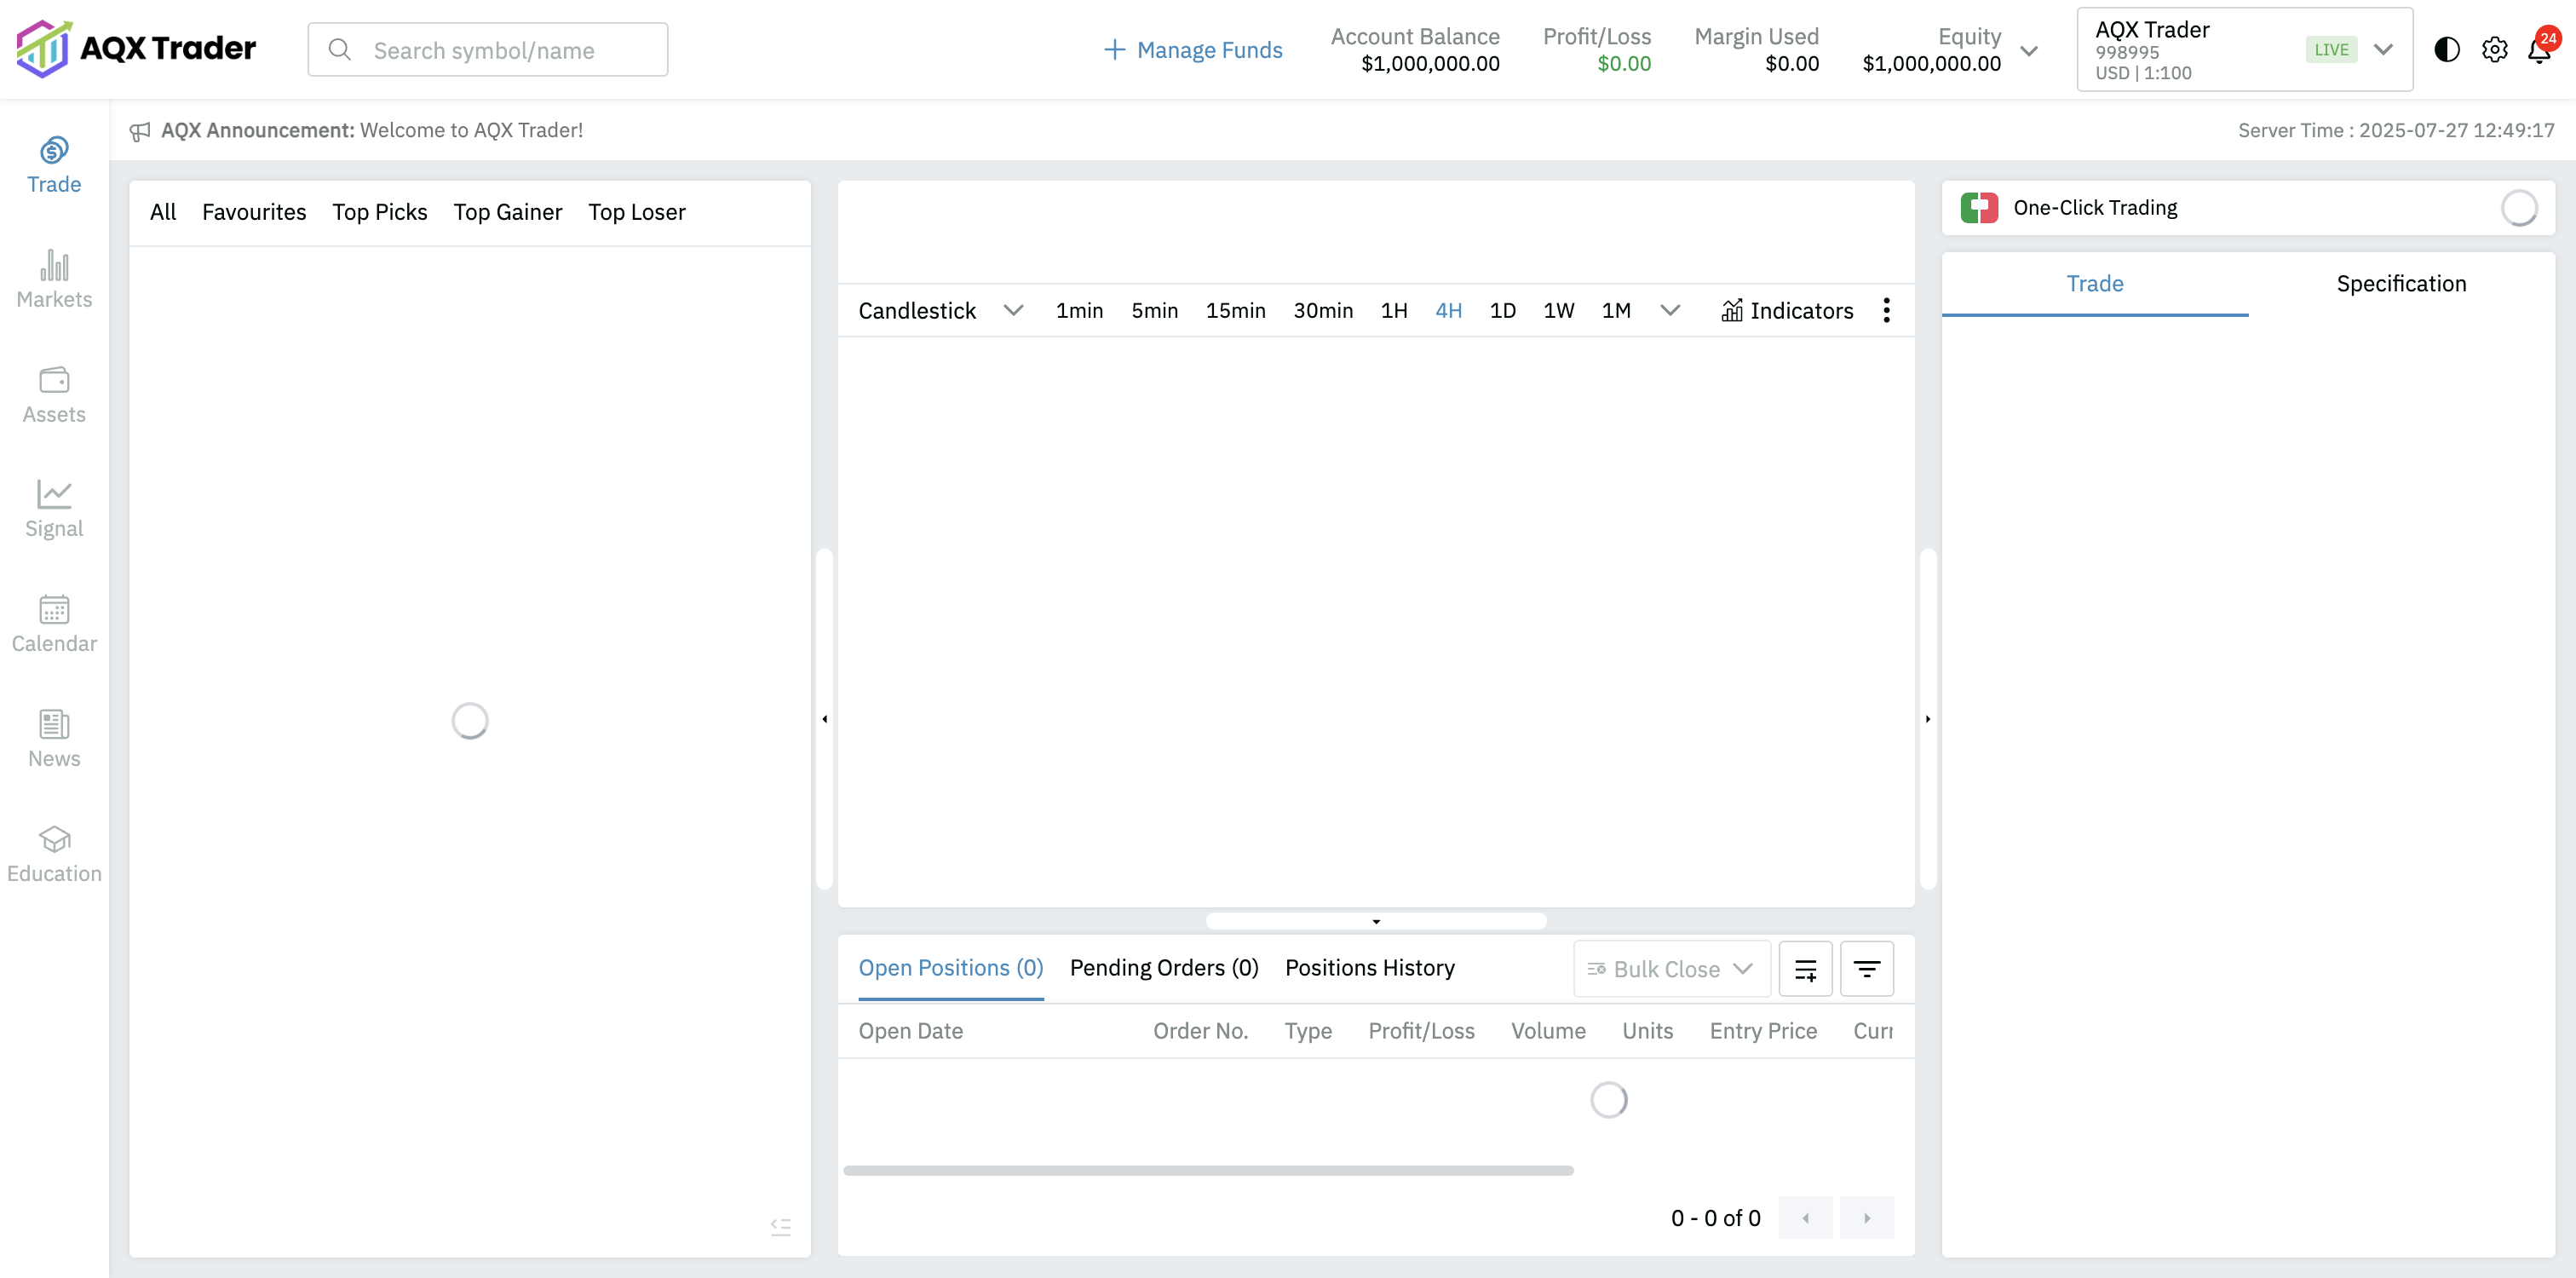 AQX Trader
Search symbol/name
Manage Funds
Account Balance
$1,000,000.00
Profit/Loss
$0.00
Margin Used
$0.00
Equity
$1,000,000.00
AQX Trader
998995
USD | 1:100
LIVE
24
AQX Announcement: Welcome to AQX Trader!
Server Time : 2025-07-27 12:49:17
Trade
Markets
Assets
Signal
Calendar
News
Education
All Favourites Top Picks Top Gainer Top Loser
Candlestick 1min 5min 15min 30min 1H 4H 1D 1W 1M Indicators
Open Positions (0) Pending Orders (0) Positions History Bulk Close
Open Date Order No. Type Profit/Loss Volume Units Entry Price Curr
0 - 0 of 0
One-Click Trading
Trade Specification